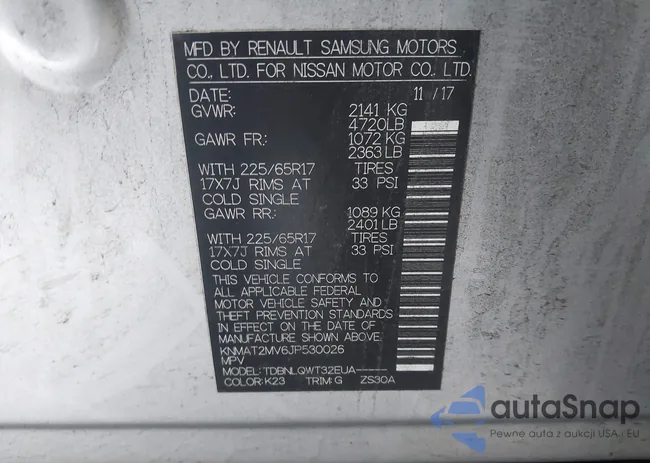 MFD BY RENAULT SAMSUNG MOTORS
CO., LTD. FOR NISSAN MOTOR CO., LTD.
DATE: 11 / 17
GVWR: 2141 KG
4720LB
GAWR FR: 1072 KG
2363 LB
WITH 225/65R17 TIRES
17X7J RIMS AT 33 PSI
COLD SINGLE
GAWR RR: 1089 KG
2401 LB
WITH 225/65R17 TIRES
17X7J RIMS AT 33 PSI
COLD SINGLE
THIS VEHICLE CONFORMS TO
ALL APPLICABLE FEDERAL
MOTOR VEHICLE SAFETY AND
THEFT PREVENTION STANDARDS
IN EFFECT ON THE DATE OF
MANUFACTURE SHOWN ABOVE.
KNMAT2MV6JP530026
MPV
MODEL: TDBNLQWT32EUA-----
COLOR: K23 TRIM: G ZS30A
autaSnap
Pewne auta z aukcji USA i EU